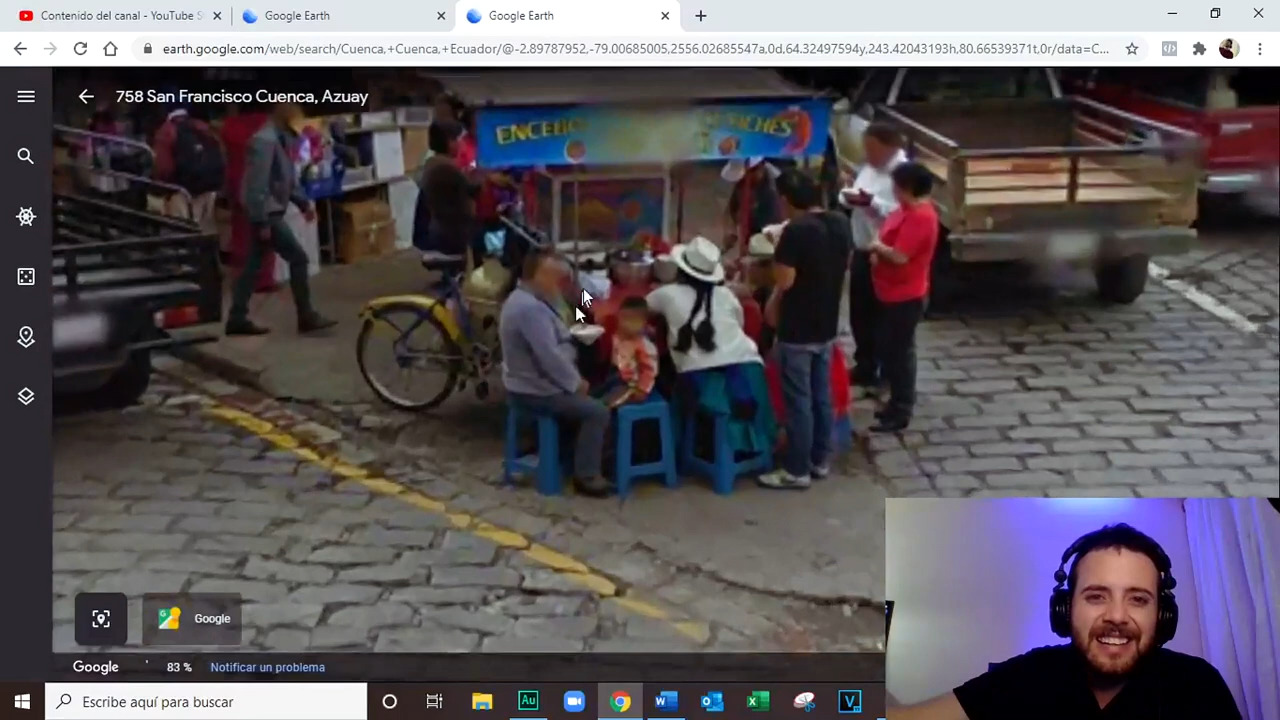 Contenido del canal - YouTube S
Google Earth
Google Earth
earth.google.com/web/search/Cuenca,+Cuenca,+Ecuador/@-2.89787952,-79.00685005,2556.02685547a,0d,64.32497594y,243.42043193h,80.66539371t,0r/data=C...
758 San Francisco Cuenca, Azuay
Google
Google
83 %
Notificar un problema
Escribe aquí para buscar
Au